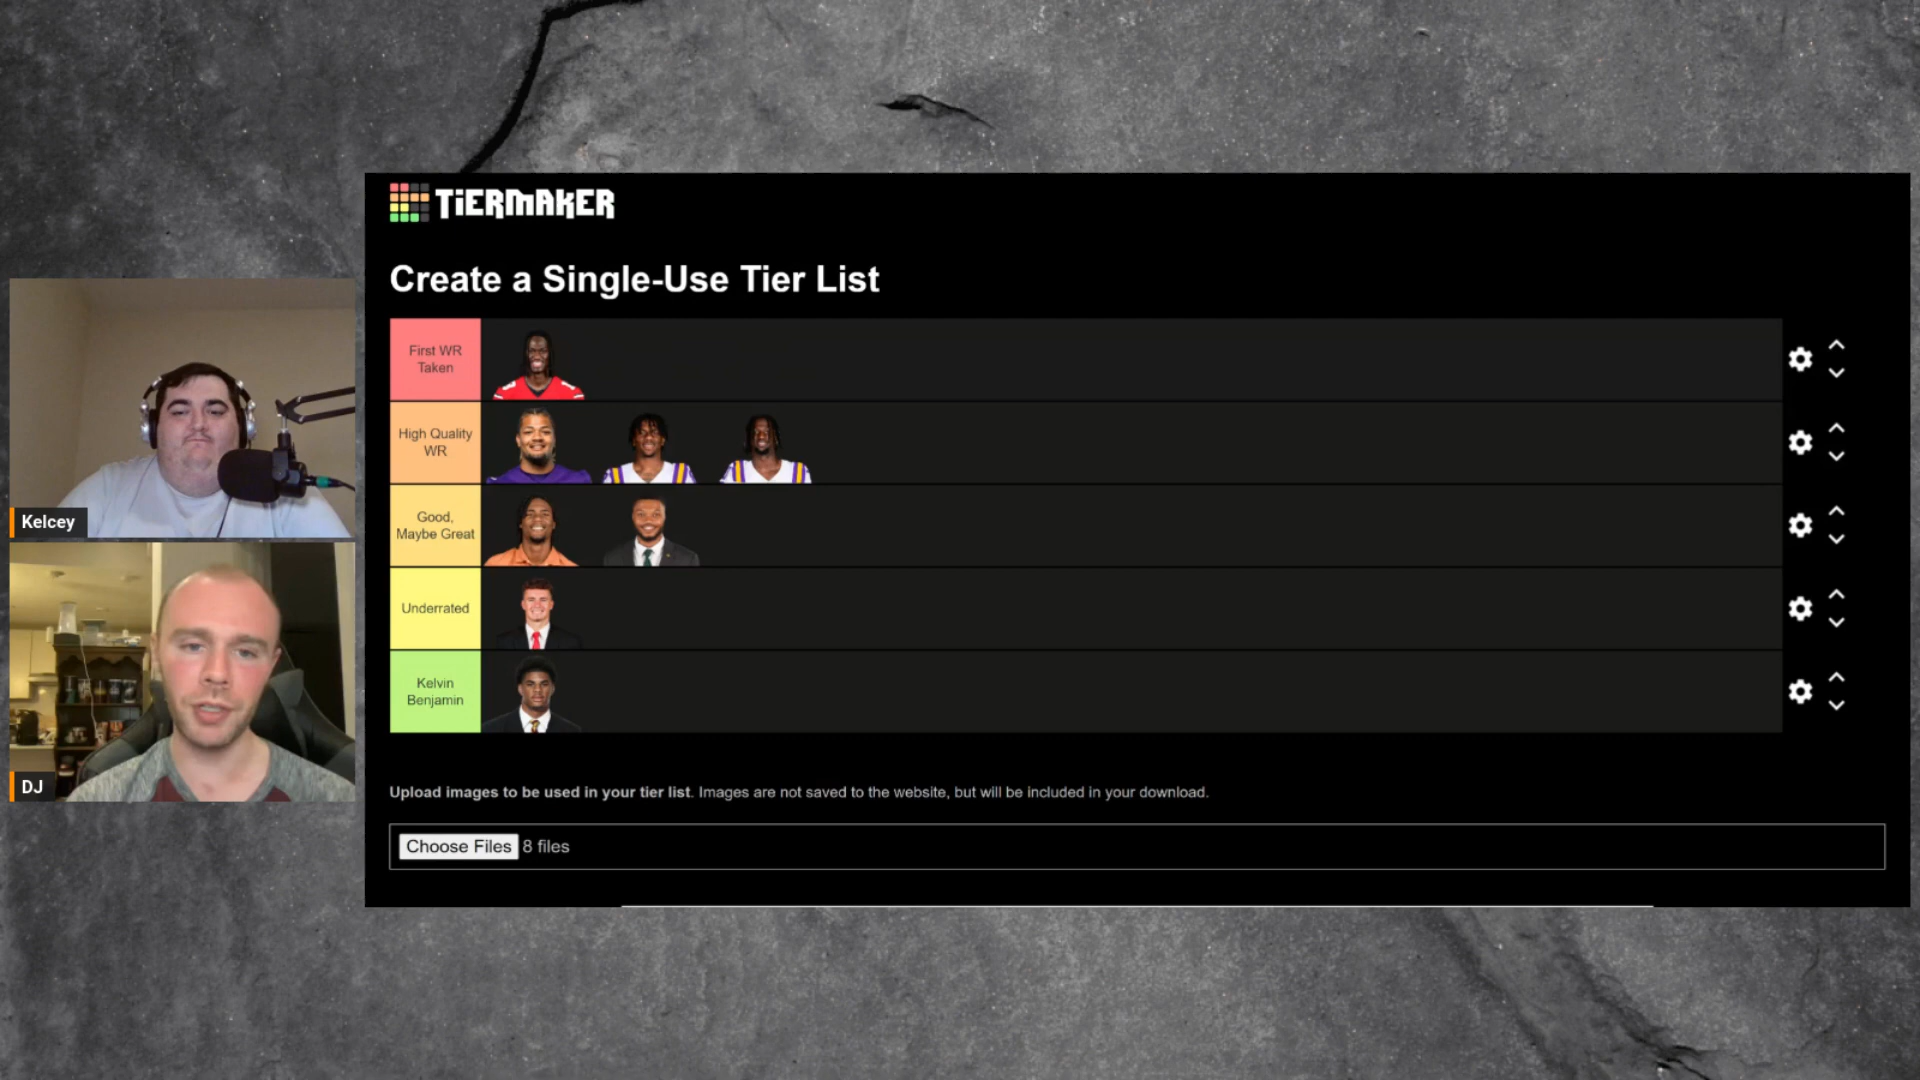 TiERMAKER
Create a Single-Use Tier List
First WR
Taken
High Quality
WR
Good,
Maybe Great
Underrated
Kelvin
Benjamin
Upload images to be used in your tier list. Images are not saved to the website, but will be included in your download.
Choose Files 8 files
Kelcey
DJ